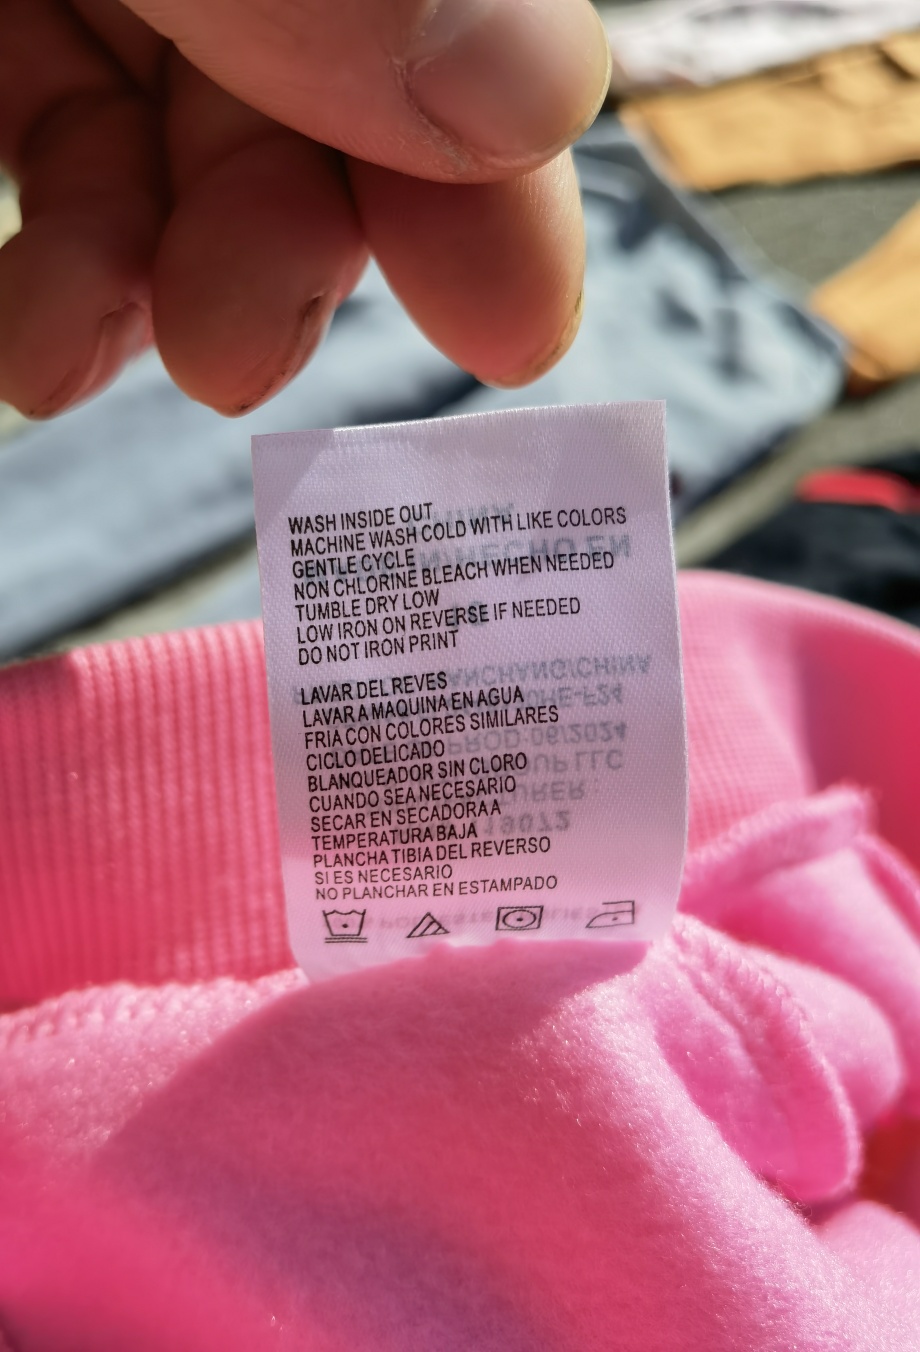 WASH INSIDE OUT
MACHINE WASH COLD WITH LIKE COLORS
GENTLE CYCLE
NON CHLORINE BLEACH WHEN NEEDED
TUMBLE DRY LOW
LOW IRON ON REVERSE IF NEEDED
DO NOT IRON PRINT
LAVAR DEL REVES
LAVAR A MAQUINA EN AGUA
FRIA CON COLORES SIMILARES
CICLO DELICADO
BLANQUEADOR SIN CLORO
CUANDO SEA NECESARIO
SECAR EN SECADORA A
TEMPERATURA BAJA
PLANCHA TIBIA DEL REVERSO
SI ES NECESARIO
NO PLANCHAR EN ESTAMPADO